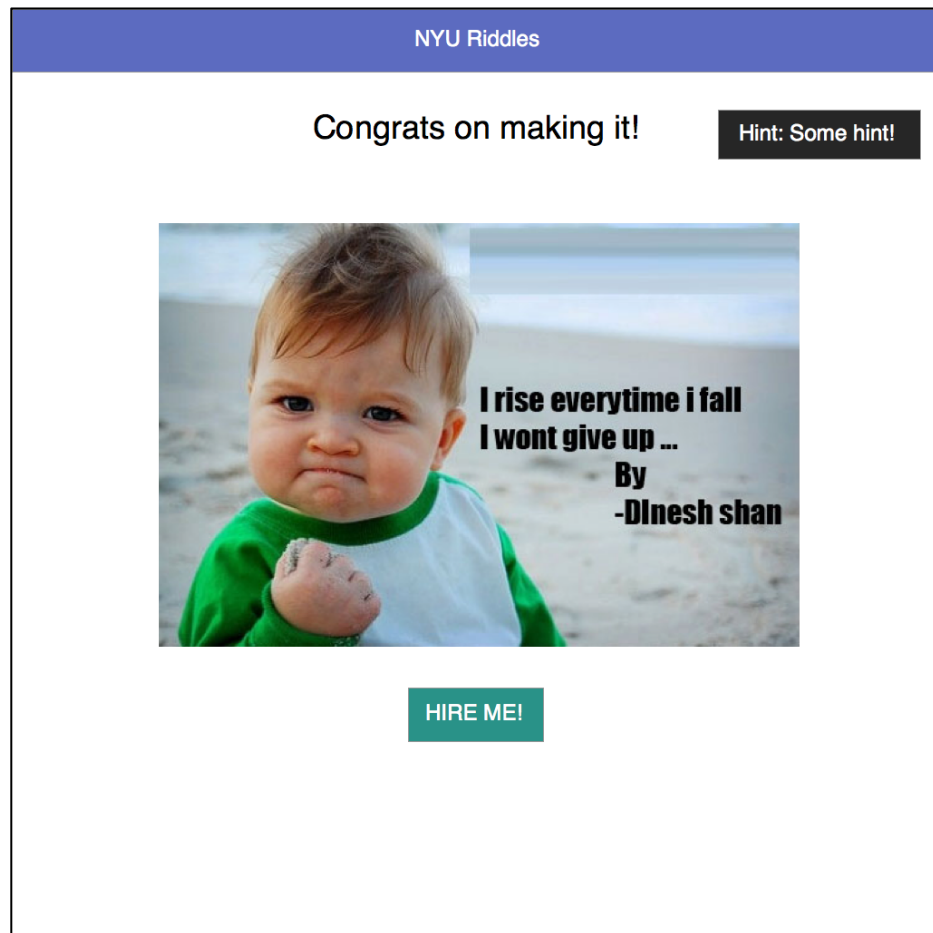 NYU Riddles
Congrats on making it!
Hint: Some hint!
I rise everytime i fall
I wont give up ...
By
-DInesh shan
HIRE ME!